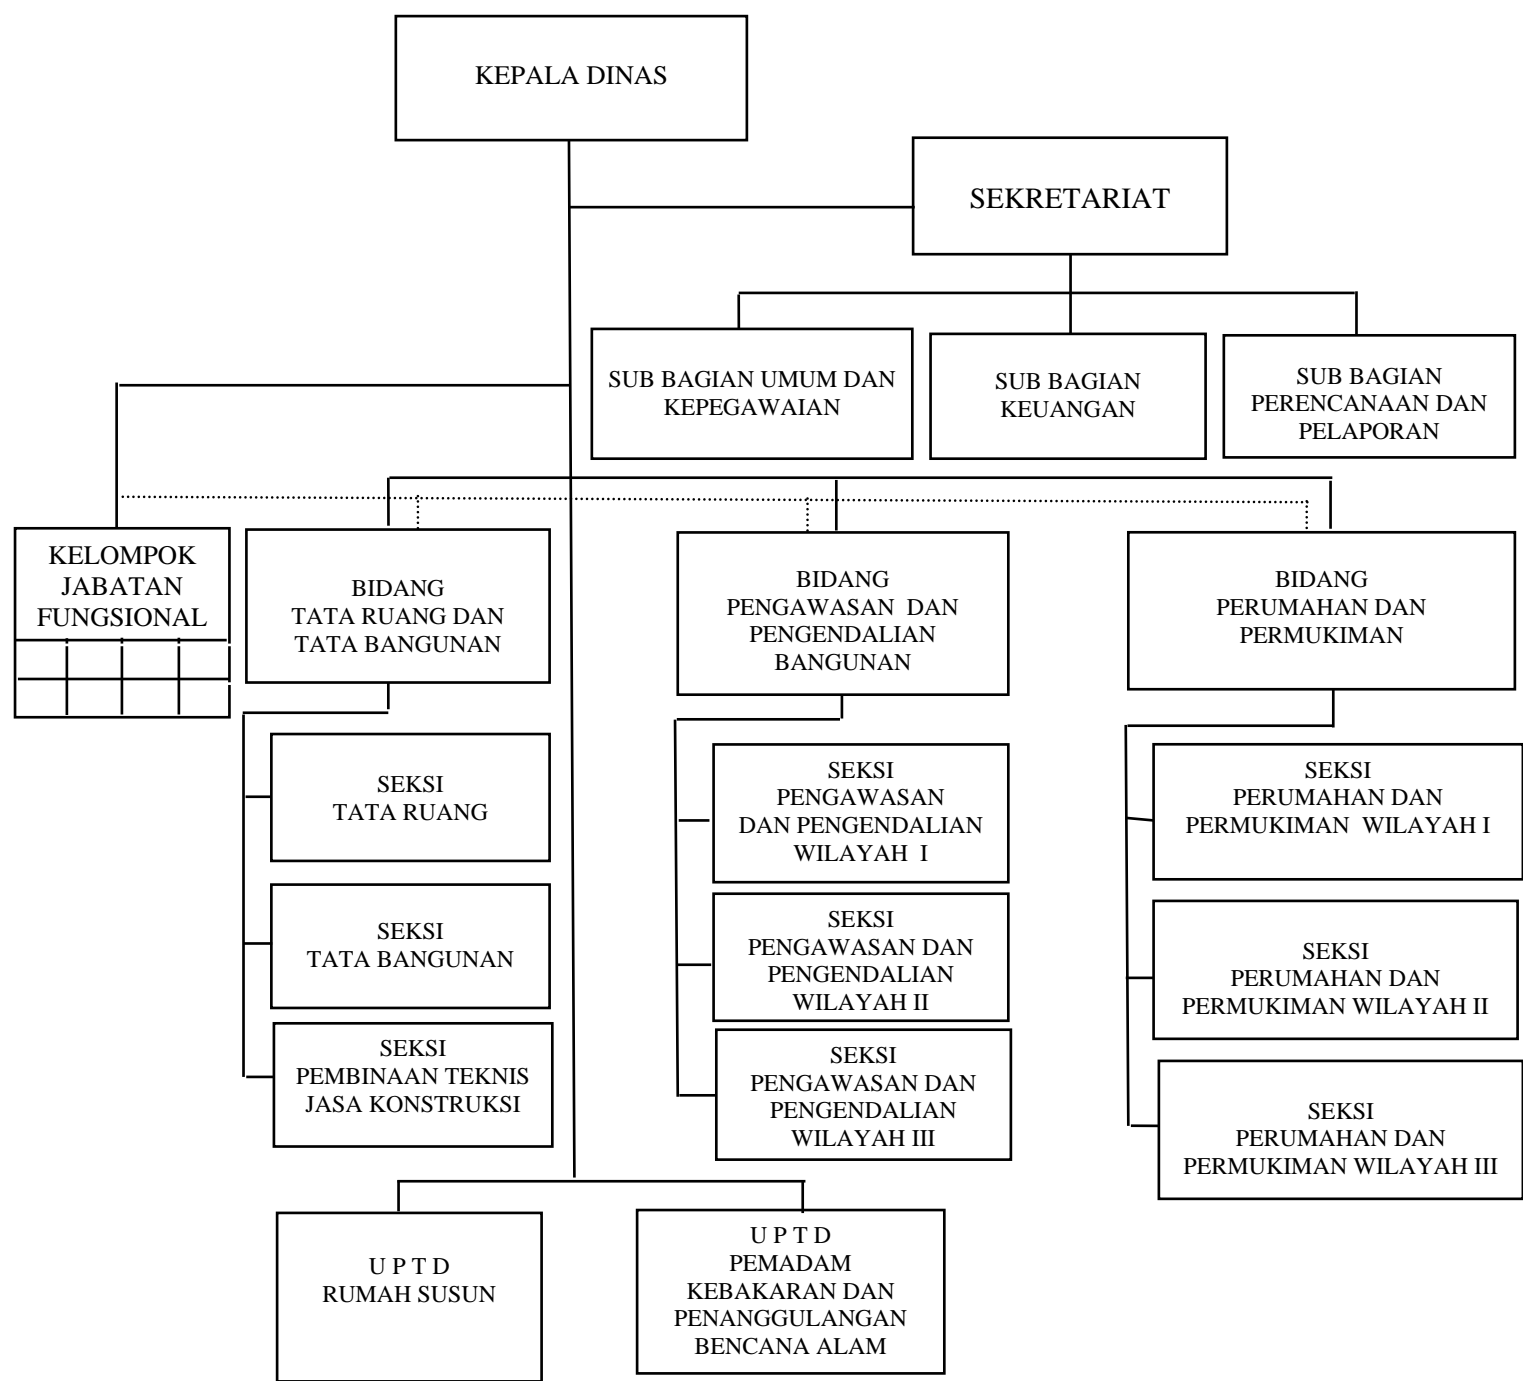 KEPALA DINAS
SEKRETARIAT
SUB BAGIAN UMUM DAN
KEPEGAWAIAN
SUB BAGIAN
KEUANGAN
SUB BAGIAN
PERENCANAAN DAN
PELAPORAN
KELOMPOK
JABATAN
FUNGSIONAL
BIDANG
TATA RUANG DAN
TATA BANGUNAN
BIDANG
PENGAWASAN DAN
PENGENDALIAN
BANGUNAN
BIDANG
PERUMAHAN DAN
PERMUKIMAN
SEKSI
TATA RUANG
SEKSI
TATA BANGUNAN
SEKSI
PEMBINAAN TEKNIS
JASA KONSTRUKSI
SEKSI
PENGAWASAN
DAN PENGENDALIAN
WILAYAH I
SEKSI
PENGAWASAN DAN
PENGENDALIAN
WILAYAH II
SEKSI
PENGAWASAN DAN
PENGENDALIAN
WILAYAH III
SEKSI
PERUMAHAN DAN
PERMUKIMAN WILAYAH I
SEKSI
PERUMAHAN DAN
PERMUKIMAN WILAYAH II
SEKSI
PERUMAHAN DAN
PERMUKIMAN WILAYAH III
U P T D
RUMAH SUSUN
U P T D
PEMADAM
KEBAKARAN DAN
PENANGGULANGAN
BENCANA ALAM